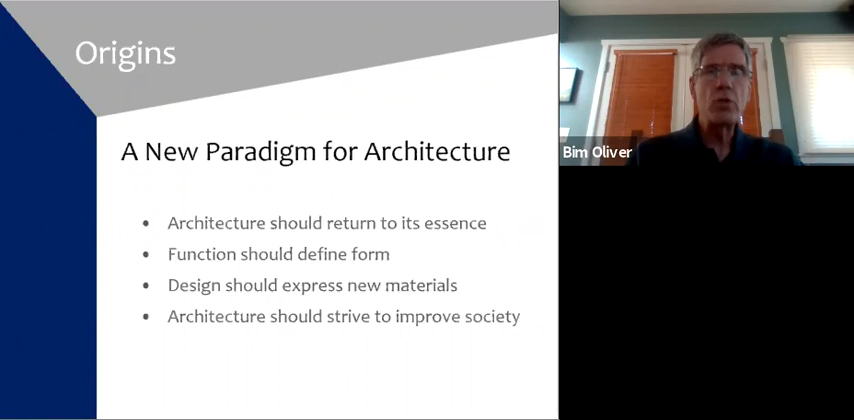 Origins
A New Paradigm for Architecture
• Architecture should return to its essence
• Function should define form
• Design should express new materials
• Architecture should strive to improve society
Bim Oliver